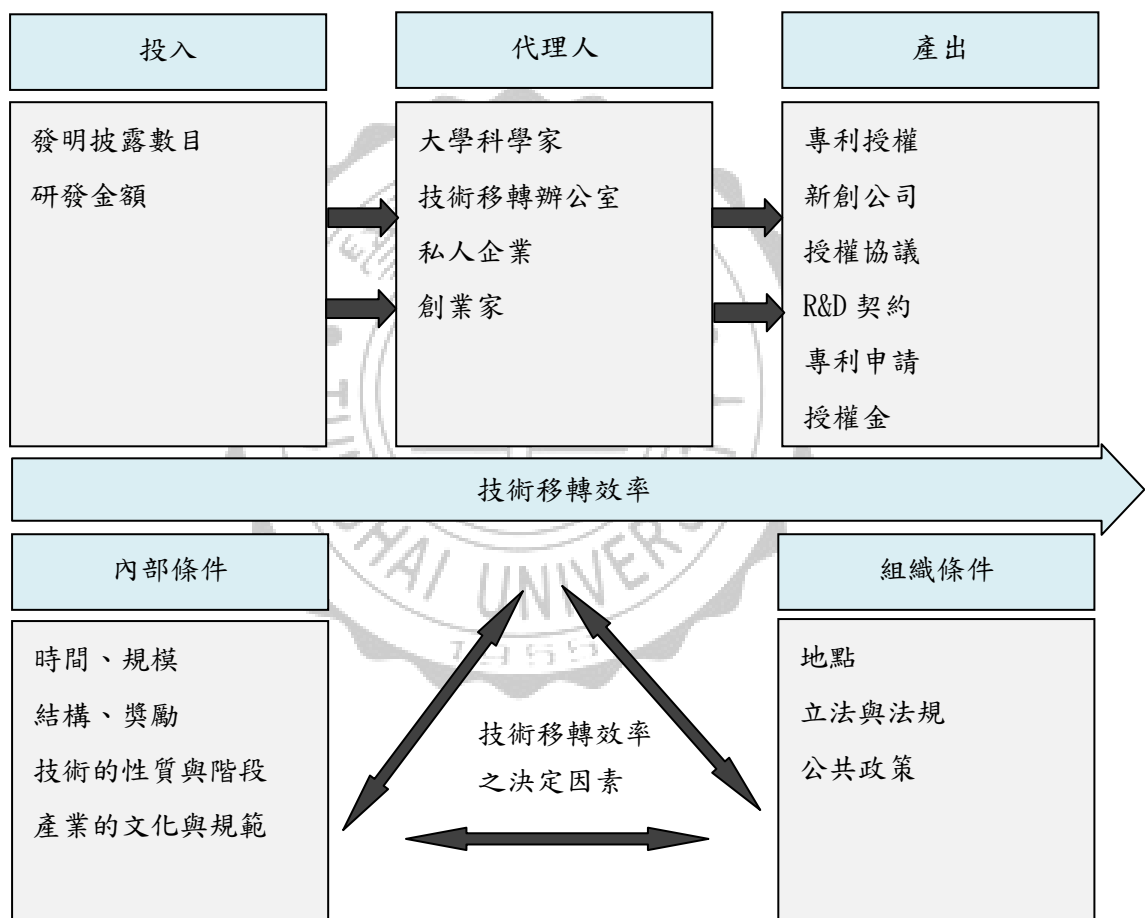 投入
發明披露數目
研發金額
代理人
大學科學家
技術移轉辦公室
私人企業
創業家
產出
專利授權
新創公司
授權協議
R&D 契約
專利申請
授權金
技術移轉效率
內部條件
時間、規模
結構、獎勵
技術的性質與階段
產業的文化與規範
技術移轉效率
之決定因素
組織條件
地點
立法與法規
公共政策
UNIVERSITY
1955